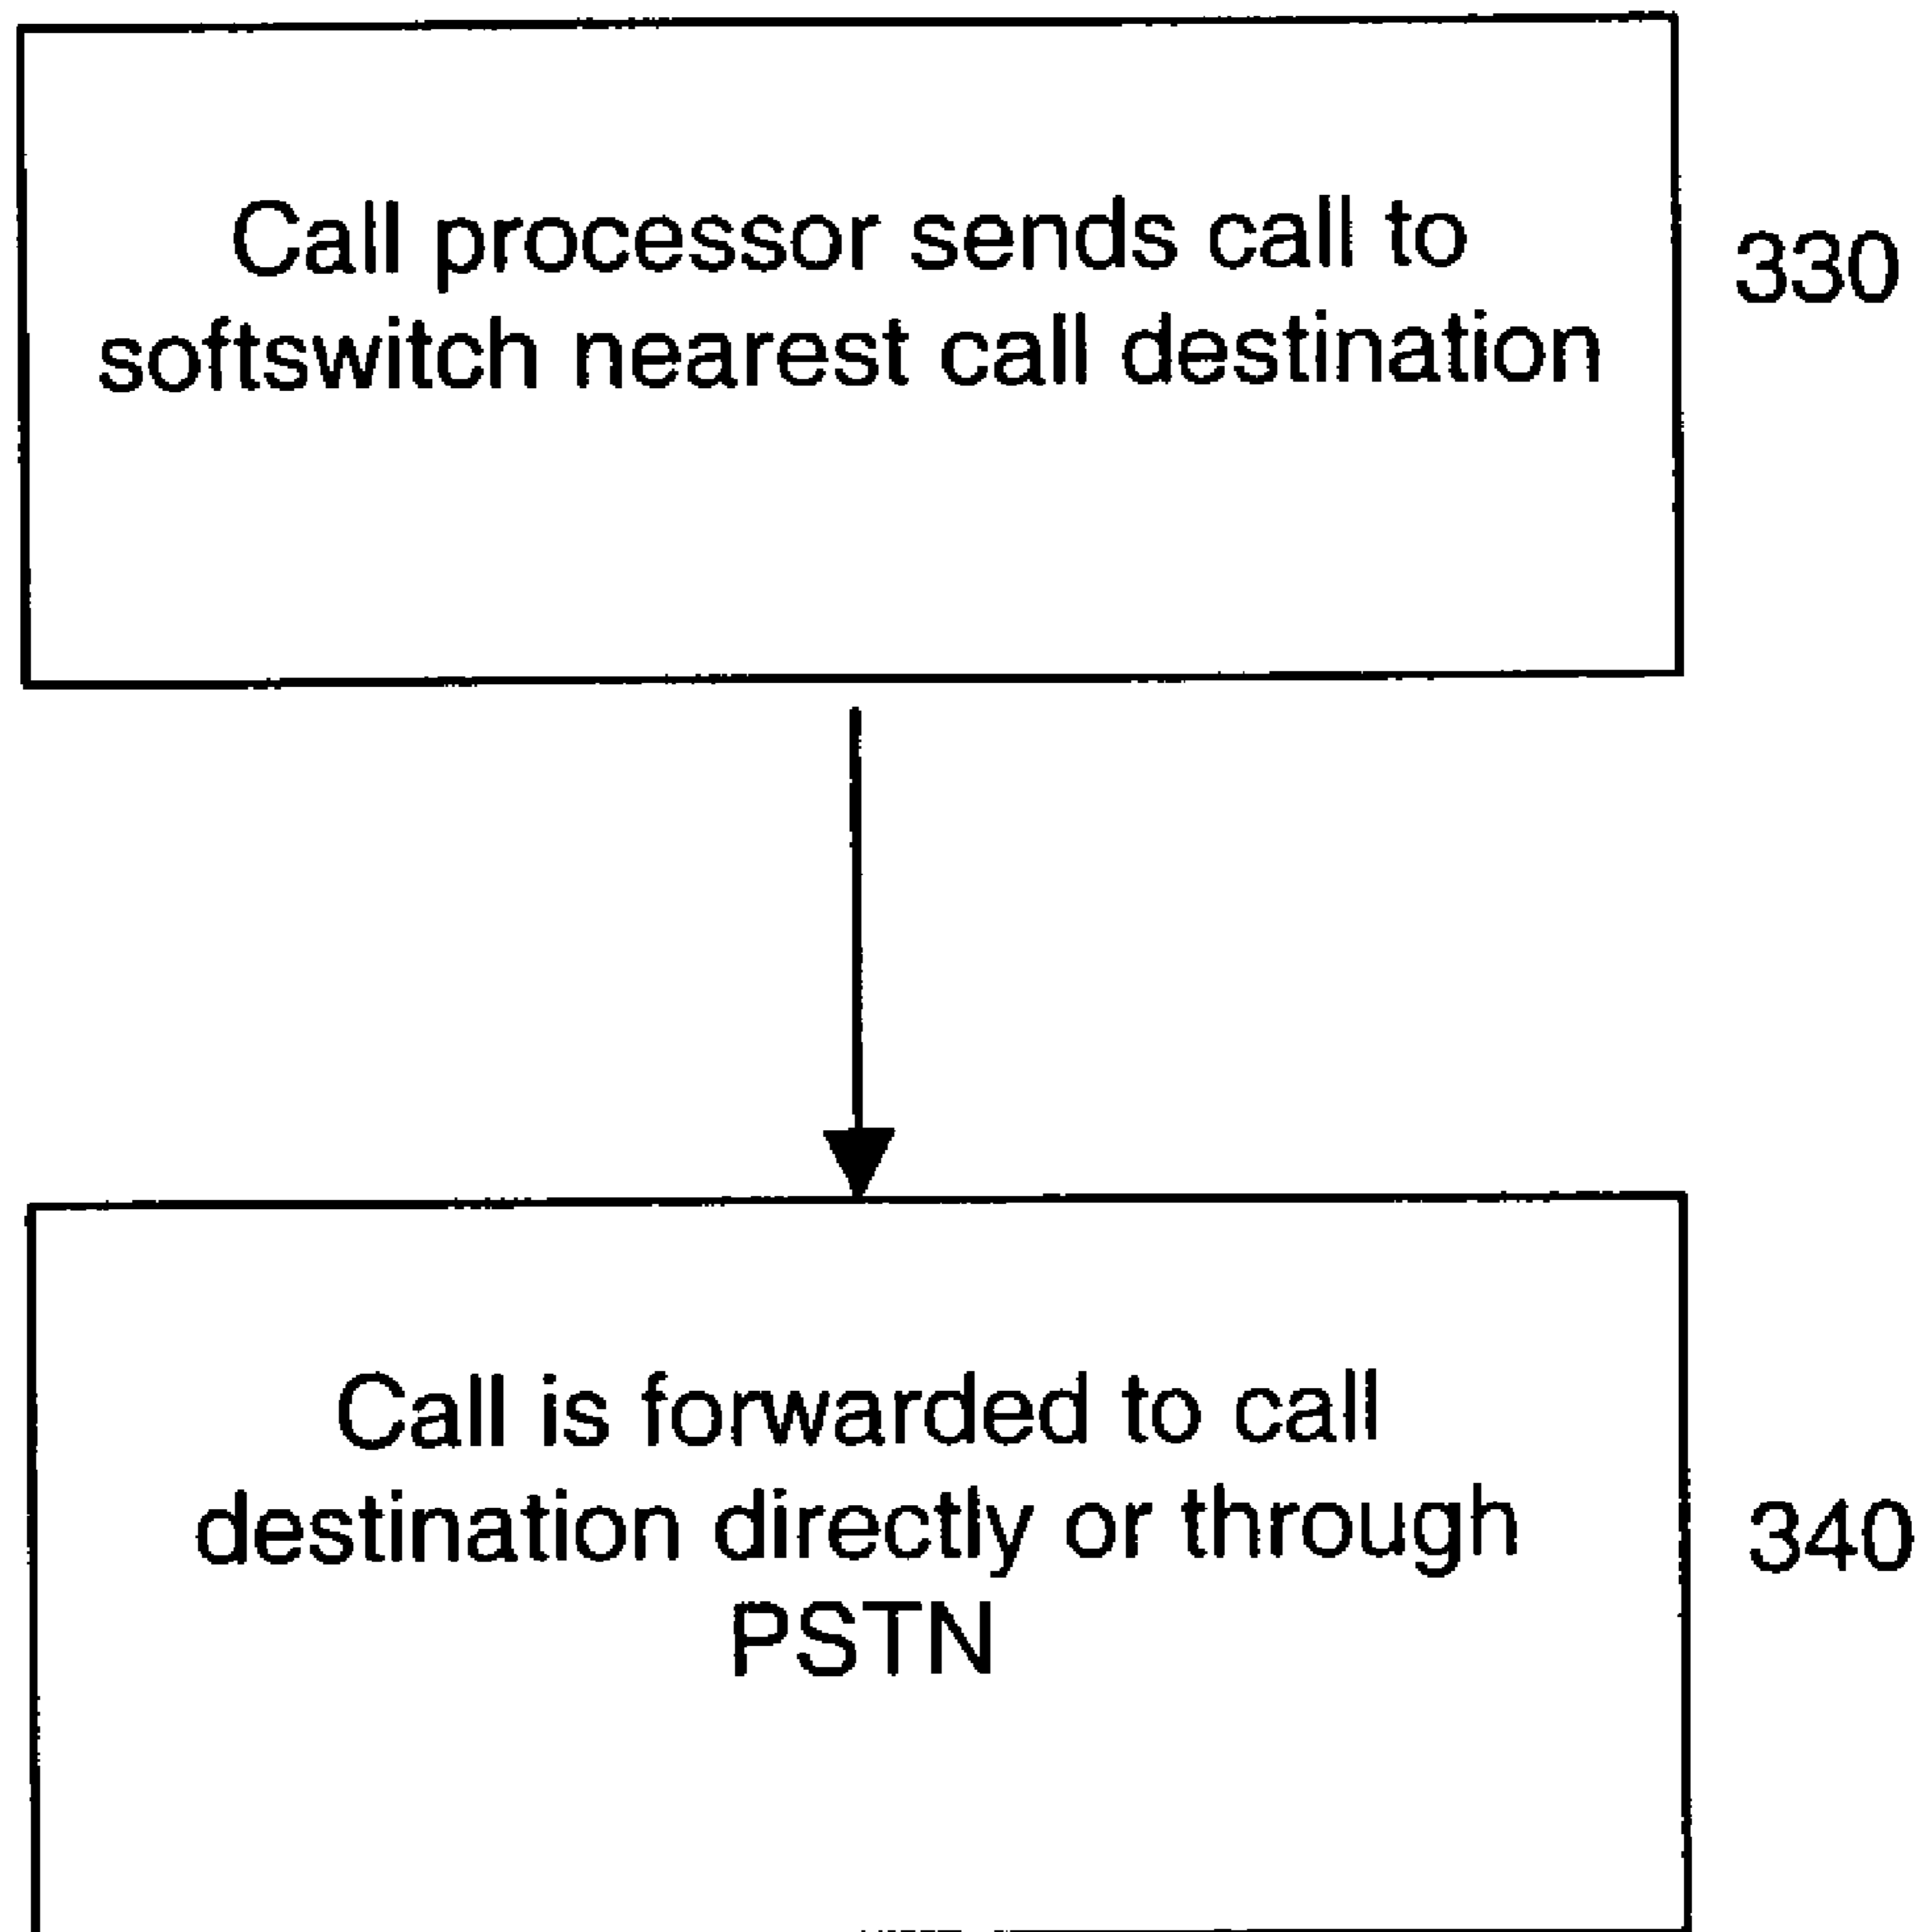 Call processor sends call to
softswitch nearest call destination
330
Call is forwarded to call
destination directly or through
PSTN
340